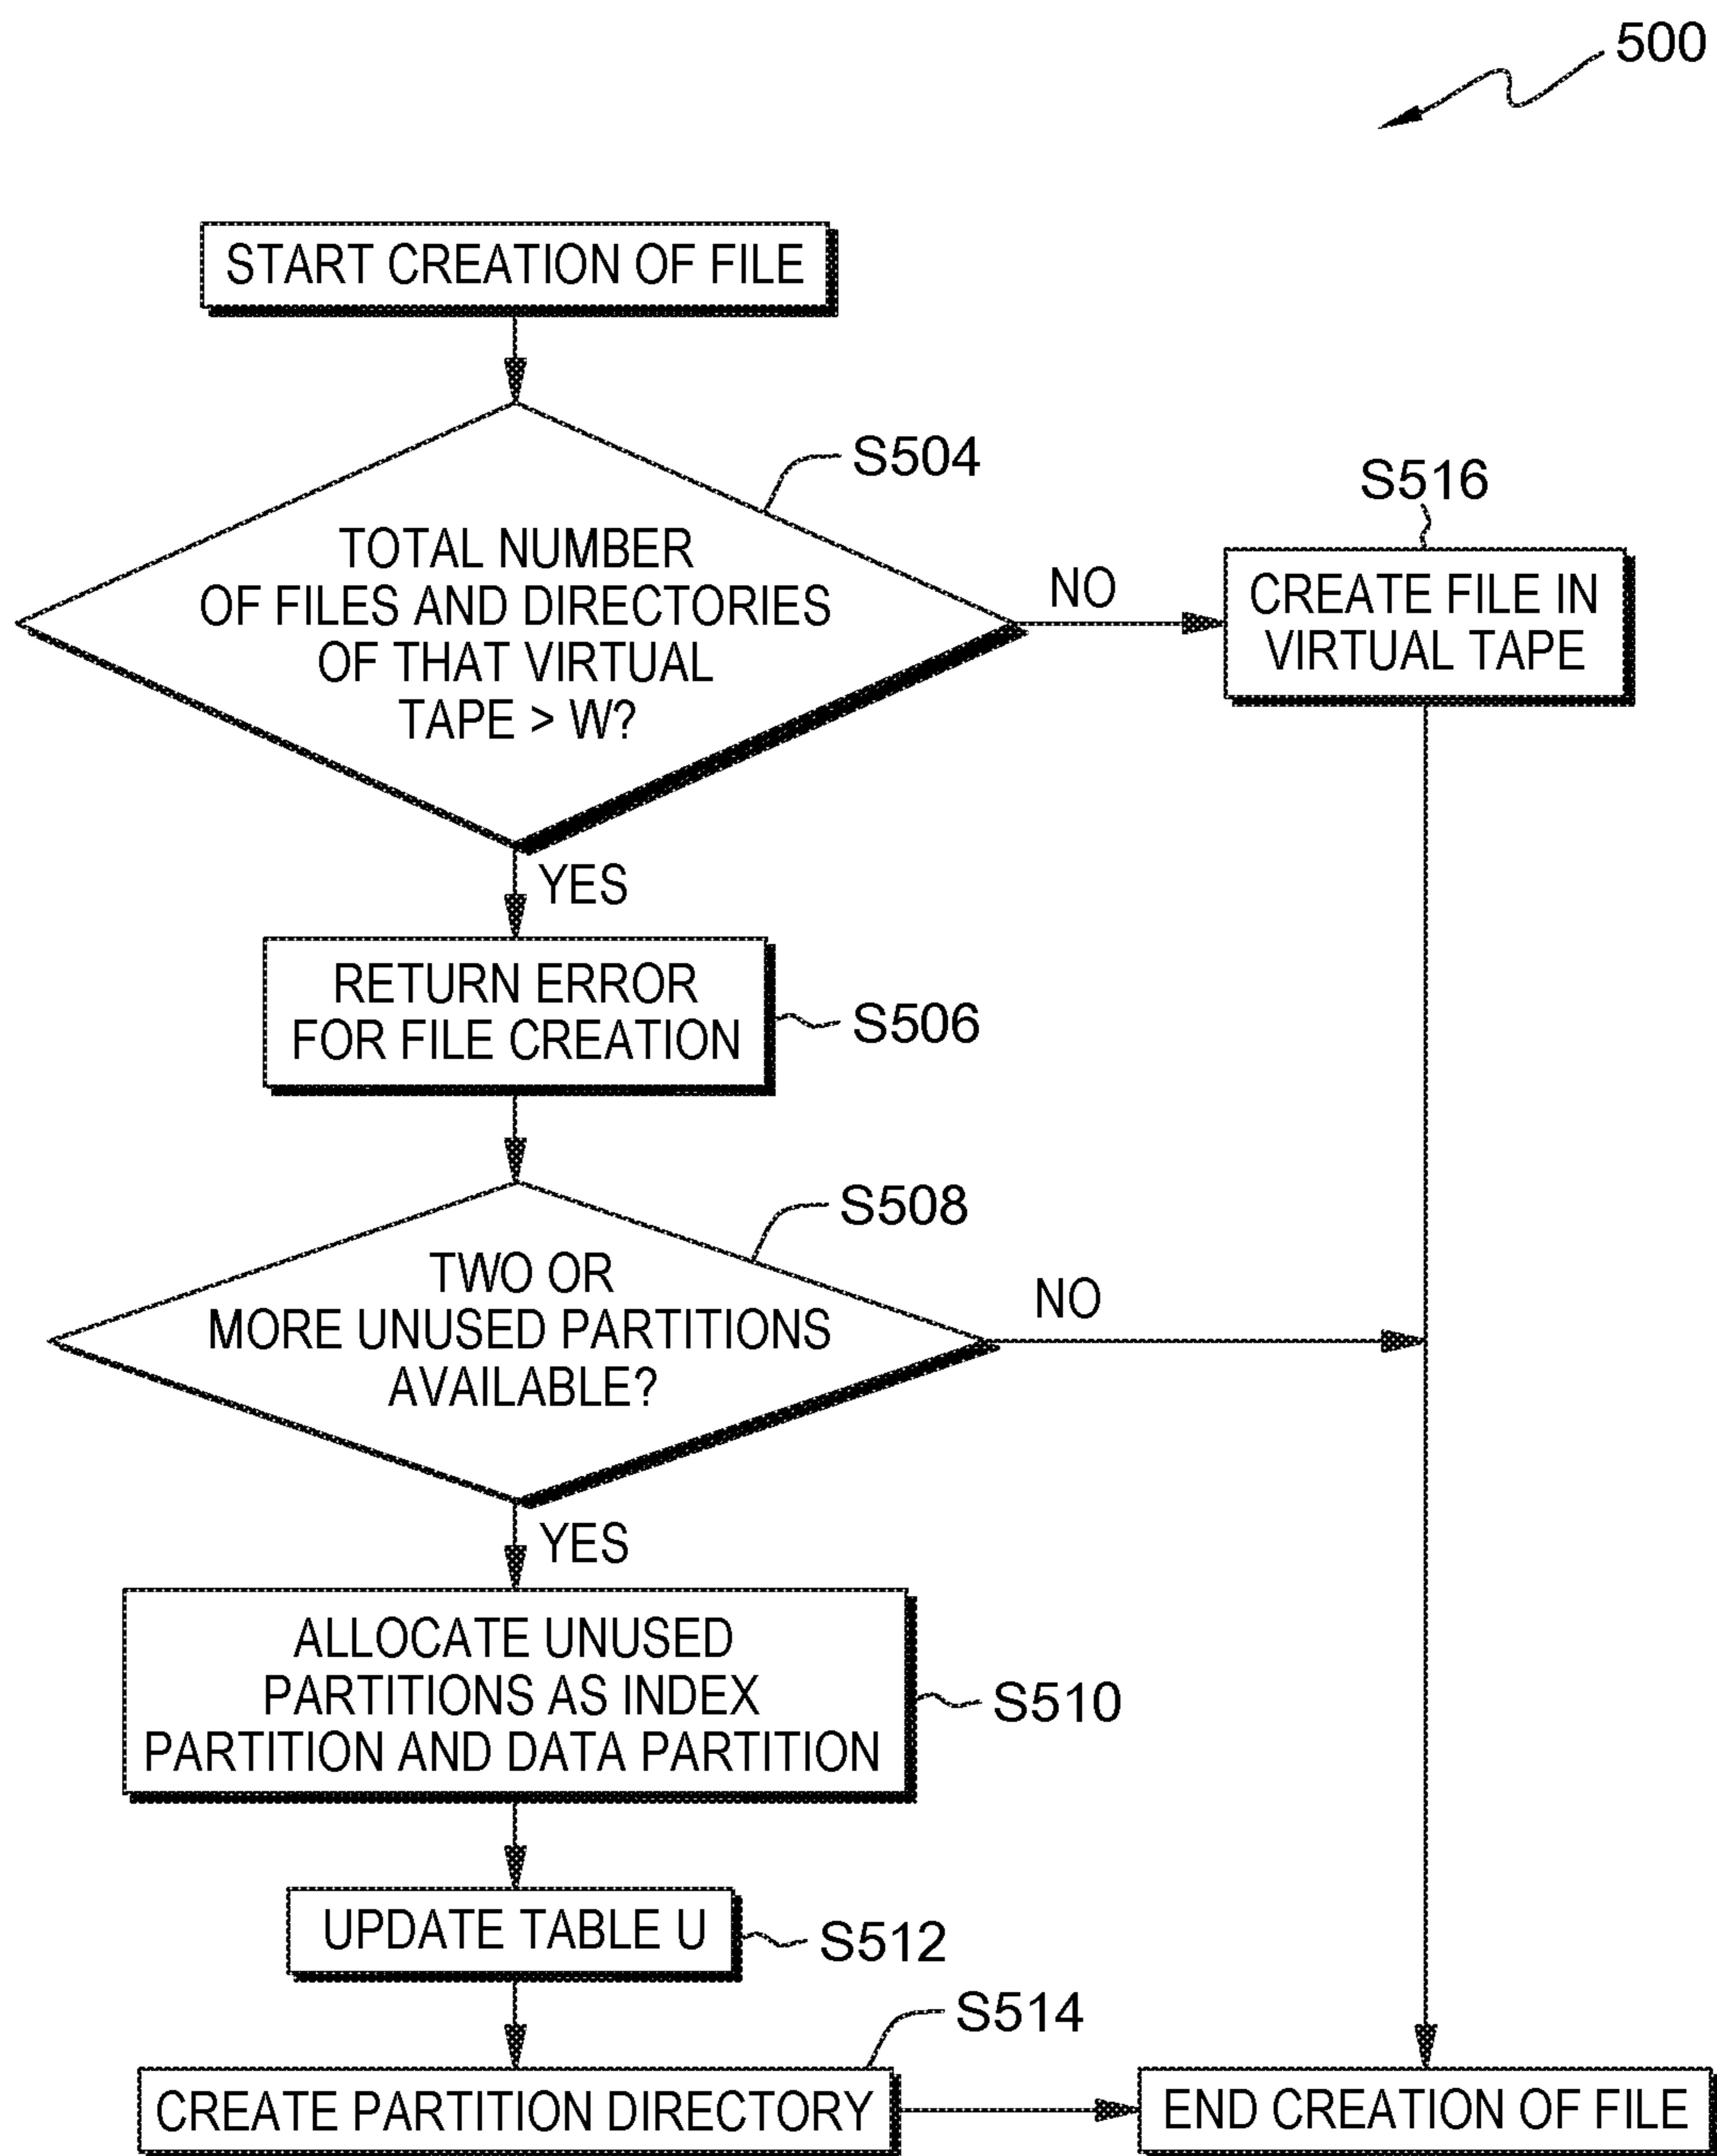 500
START CREATION OF FILE
S504
TOTAL NUMBER
OF FILES AND DIRECTORIES
OF THAT VIRTUAL
TAPE > W?
NO
S516
CREATE FILE IN
VIRTUAL TAPE
YES
RETURN ERROR
FOR FILE CREATION
S506
S508
TWO OR
MORE UNUSED PARTITIONS
AVAILABLE?
NO
YES
ALLOCATE UNUSED
PARTITIONS AS INDEX
PARTITION AND DATA PARTITION
S510
UPDATE TABLE U
S512
S514
CREATE PARTITION DIRECTORY
END CREATION OF FILE